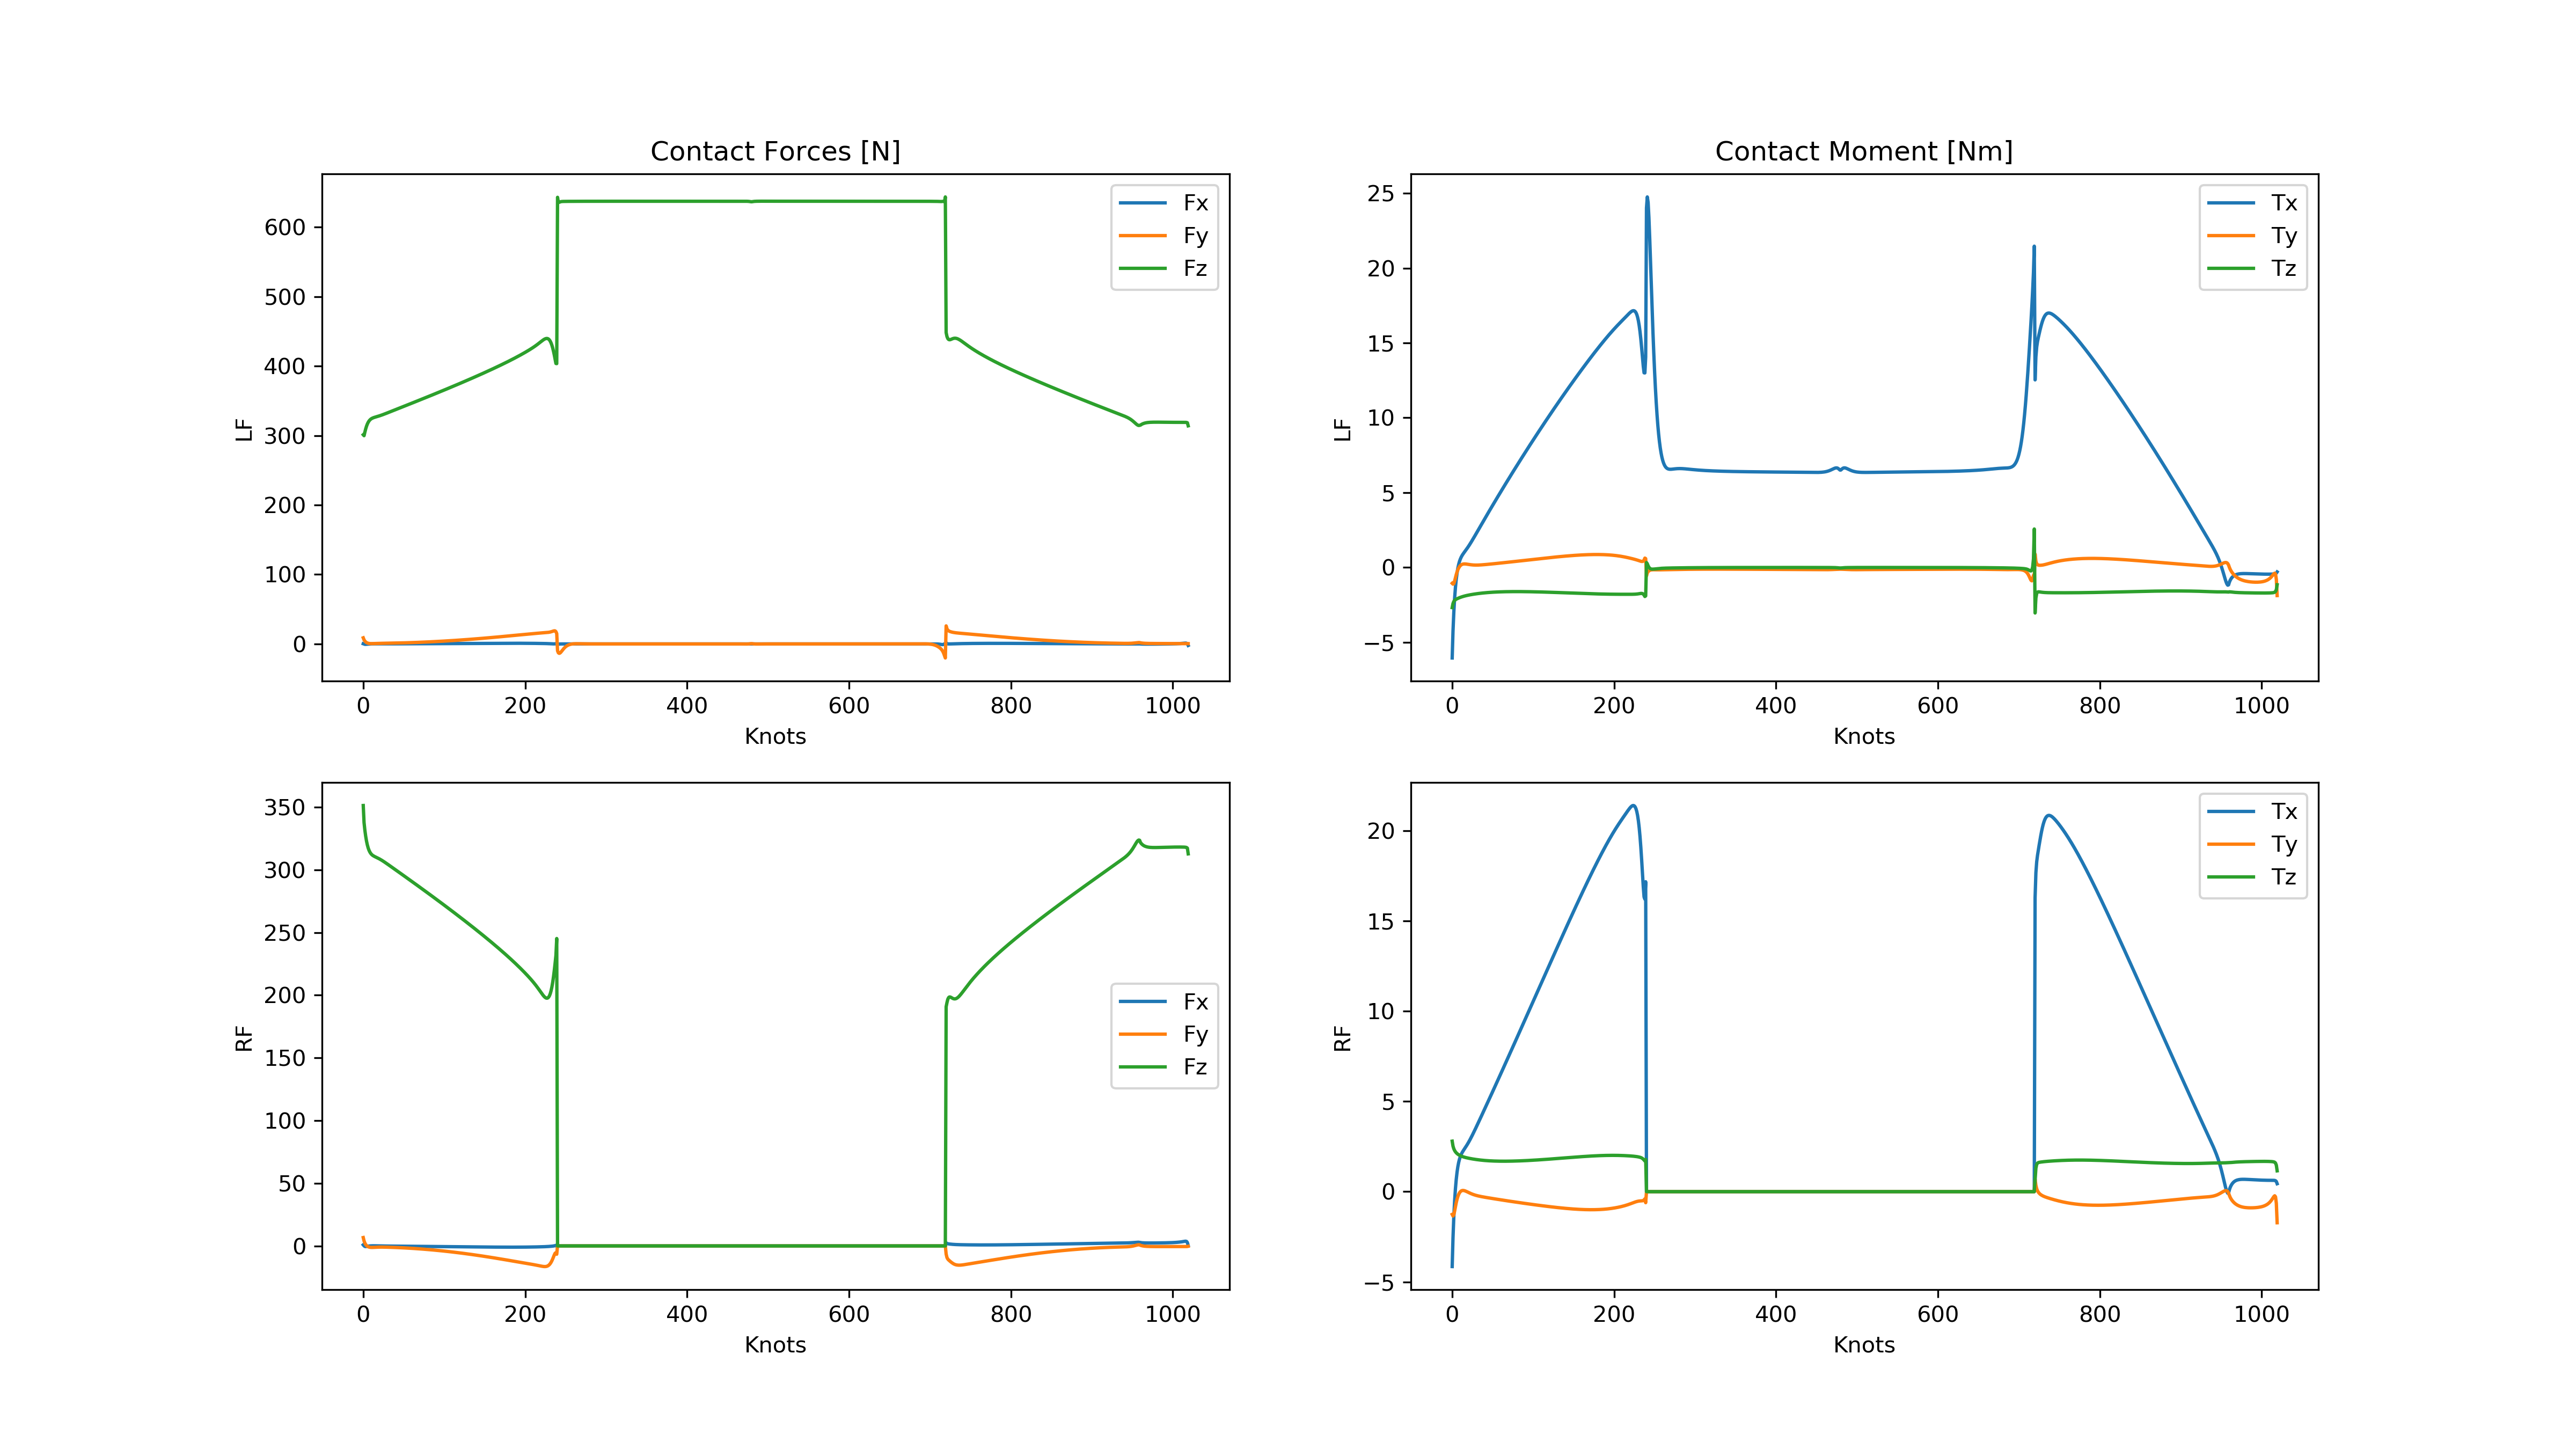 Contact Forces [N]
600
500
400
300
200
100
0
LF
Fx
Fy
Fz
0 200 400 600 800 1000
Knots
Contact Moment [Nm]
25
20
15
10
5
0
−5
LF
Tx
Ty
Tz
0 200 400 600 800 1000
Knots
350
300
250
200
150
100
50
0
RF
Fx
Fy
Fz
0 200 400 600 800 1000
Knots
20
15
10
5
0
−5
RF
Tx
Ty
Tz
0 200 400 600 800 1000
Knots